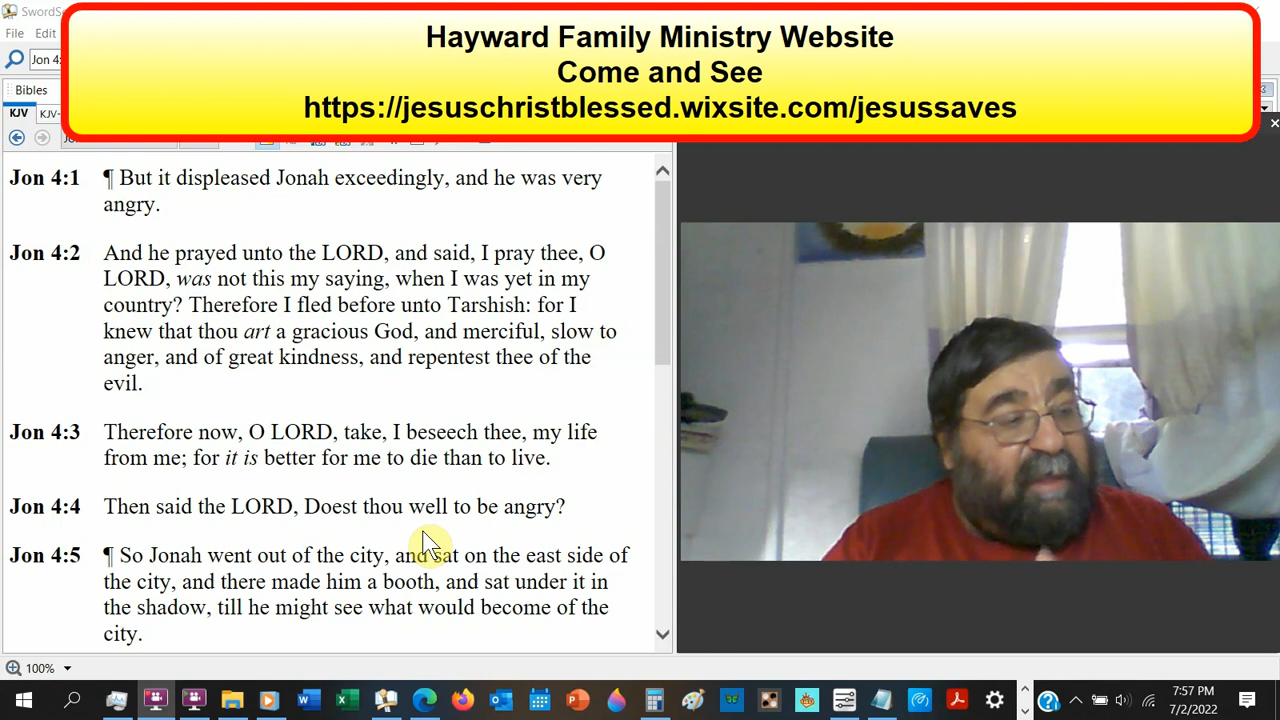 SwordSe
Hayward Family Ministry Website
Come and See
https://jesuschristblessed.wixsite.com/jesussaves
File Edit
Jon 4:
Bibles
KJV KJV-
Jon 4:1 ¶ But it displeased Jonah exceedingly, and he was very
angry.
Jon 4:2 And he prayed unto the LORD, and said, I pray thee, O
LORD, was not this my saying, when I was yet in my
country? Therefore I fled before unto Tarshish: for I
knew that thou art a gracious God, and merciful, slow to
anger, and of great kindness, and repentest thee of the
evil.
Jon 4:3 Therefore now, O LORD, take, I beseech thee, my life
from me; for it is better for me to die than to live.
Jon 4:4 Then said the LORD, Doest thou well to be angry?
Jon 4:5 ¶ So Jonah went out of the city, and sat on the east side of
the city, and there made him a booth, and sat under it in
the shadow, till he might see what would become of the
city.
100%
7:57 PM
7/2/2022